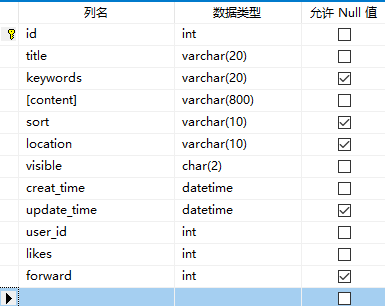 列名 数据类型 允许 Null 值
id int
title varchar(20)
keywords varchar(20)
[content] varchar(800)
sort varchar(10)
location varchar(10)
visible char(2)
creat_time datetime
update_time datetime
user_id int
likes int
forward int